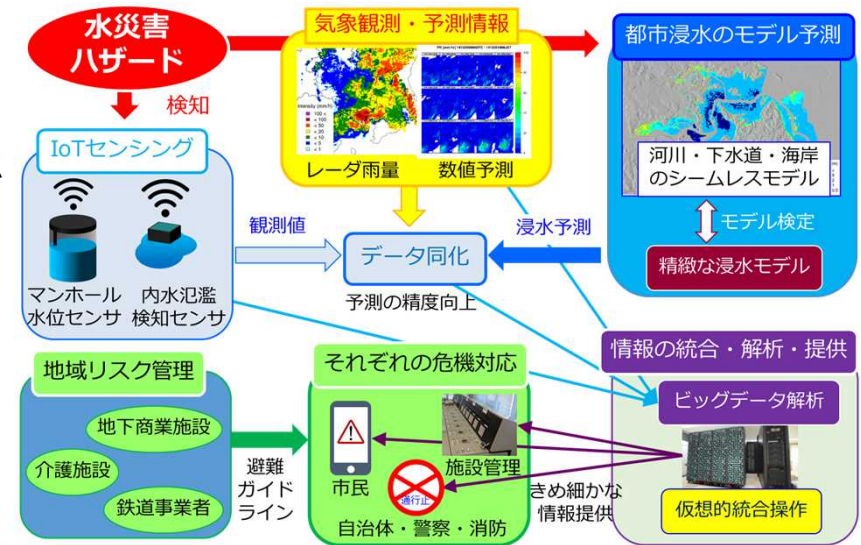 水災害
ハザード
検知
気象観測・予測情報
レーダ雨量
数値予測
都市浸水のモデル予測
河川・下水道・海岸
のシームレスモデル
モデル検定
精緻な浸水モデル
IoTセンシング
マンホール
水位センサ
内水氾濫
検知センサ
観測値
データ同化
予測の精度向上
浸水予測
地域リスク管理
地下商業施設
介護施設
鉄道事業者
避難
ガイド
ライン
それぞれの危機対応
市民
施設管理
通行止
自治体・警察・消防
きめ細かな
情報提供
情報の統合・解析・提供
ビッグデータ解析
仮想的統合操作